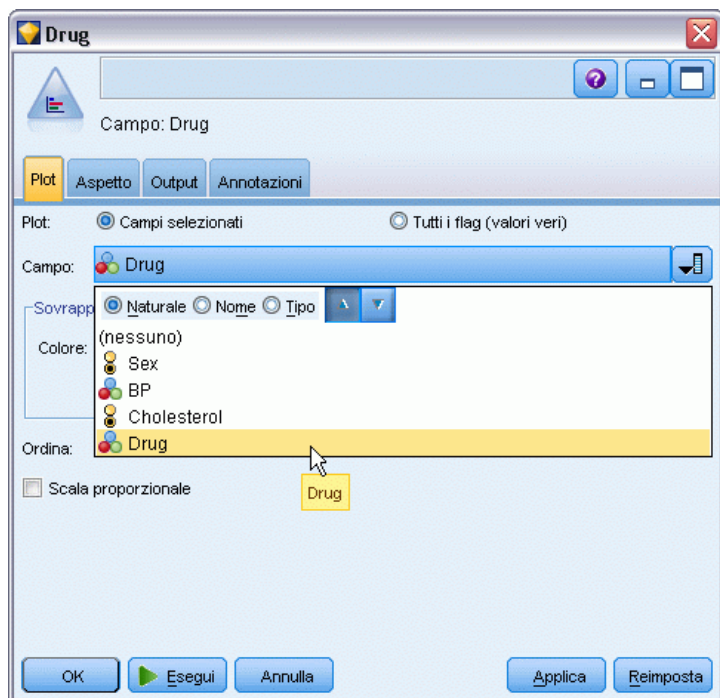 Drug
Campo: Drug
Plot Aspetto Output Annotazioni
Plot: Campi selezionati Tutti i flag (valori veri)
Campo: Drug
Sovrapp Naturale Nome Tipo
(nessuno)
Colore:
Sex
BP
Cholesterol
Ordina: Drug
Scala proporzionale Drug
OK Esegui Annulla Applica Reimposta